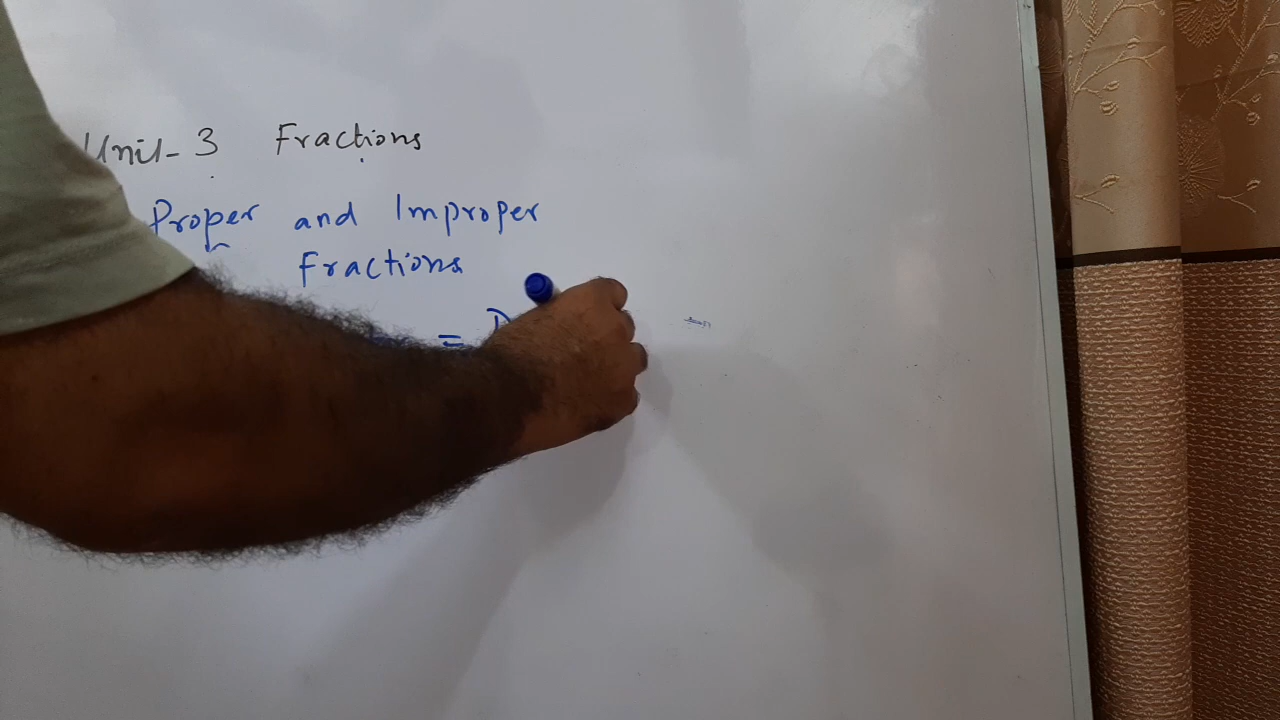 Unit-3 Fractions
Proper and Improper
Fractions
=